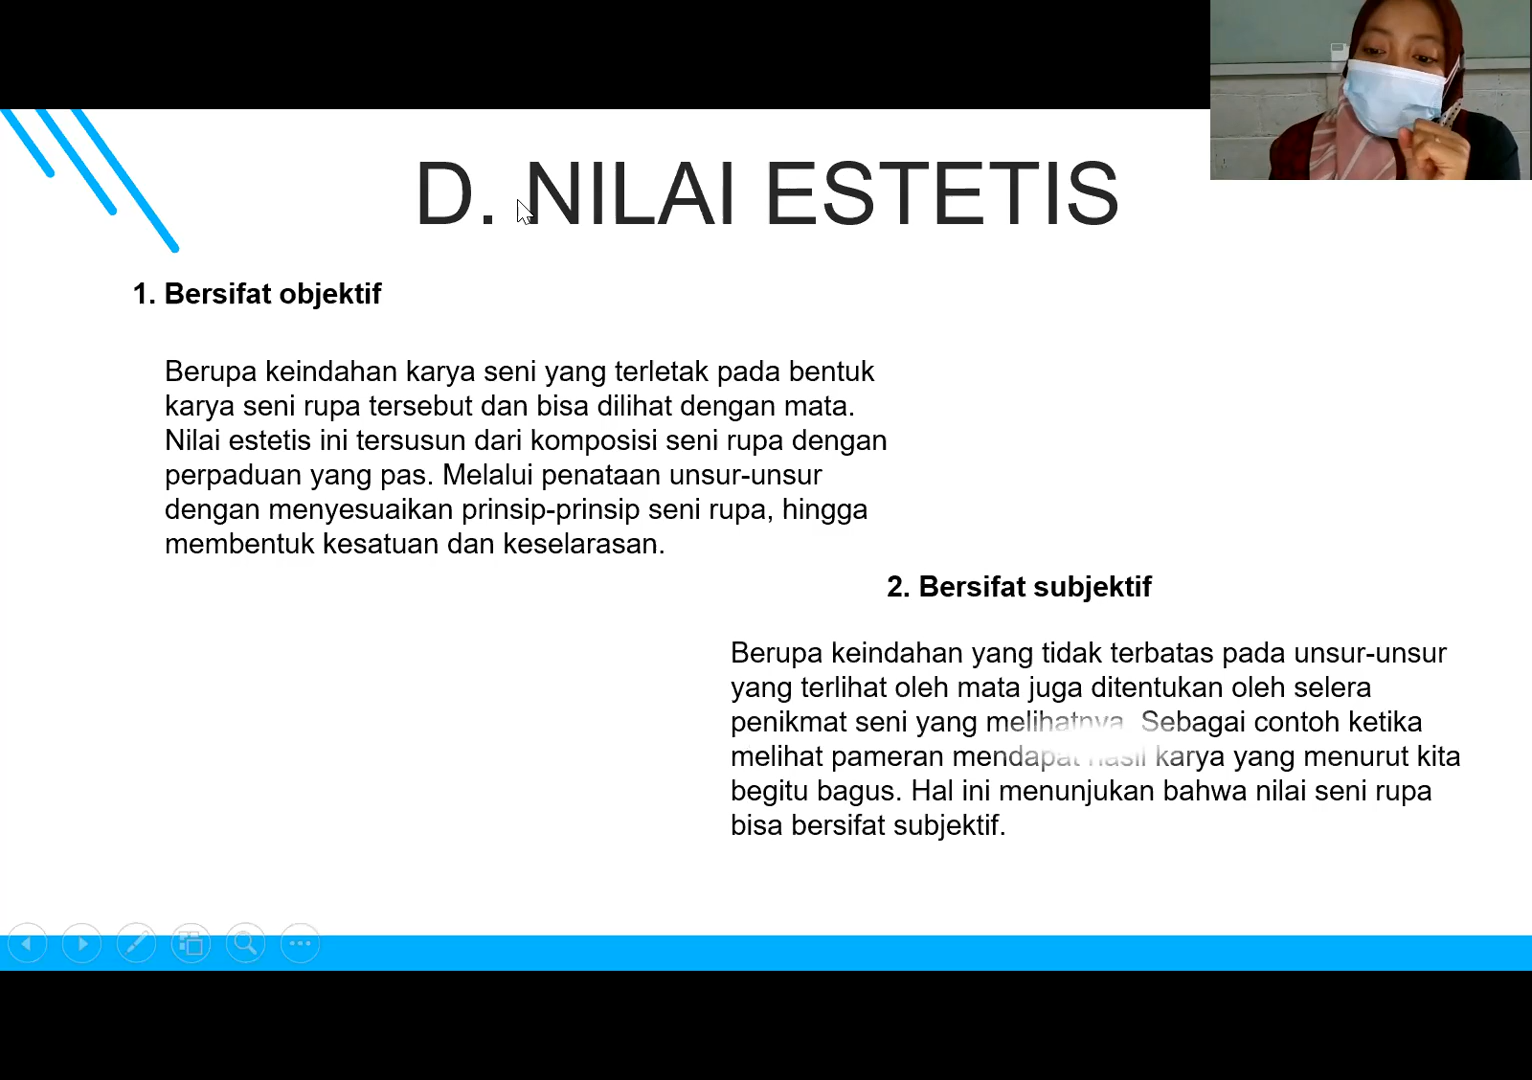 D. NILAI ESTETIS
1. Bersifat objektif
Berupa keindahan karya seni yang terletak pada bentuk
karya seni rupa tersebut dan bisa dilihat dengan mata.
Nilai estetis ini tersusun dari komposisi seni rupa dengan
perpaduan yang pas. Melalui penataan unsur-unsur
dengan menyesuaikan prinsip-prinsip seni rupa, hingga
membentuk kesatuan dan keselarasan.
2. Bersifat subjektif
Berupa keindahan yang tidak terbatas pada unsur-unsur
yang terlihat oleh mata juga ditentukan oleh selera
penikmat seni yang melihatnya. Sebagai contoh ketika
melihat pameran mendapat hasil karya yang menurut kita
begitu bagus. Hal ini menunjukan bahwa nilai seni rupa
bisa bersifat subjektif.